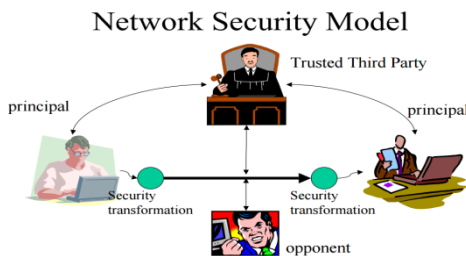 Network Security Model
Trusted Third Party
principal
principal
Security
transformation
Security
transformation
opponent